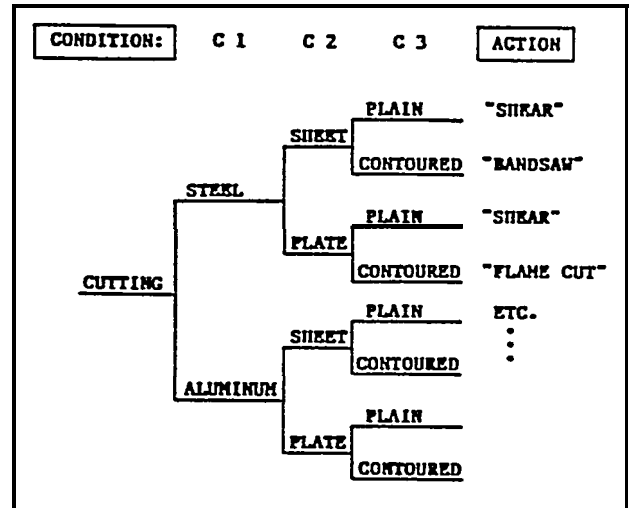 CONDITION: C 1 C 2 C 3 ACTION
PLAIN "SHEAR"
SHEET
CONTOURED "BANDSAW"
STEEL
PLAIN "SHEAR"
PLATE
CONTOURED "FLAME CUT"
CUTTING
PLAIN ETC.
SHEET
CONTOURED
ALUMINUM
PLAIN
PLATE
CONTOURED